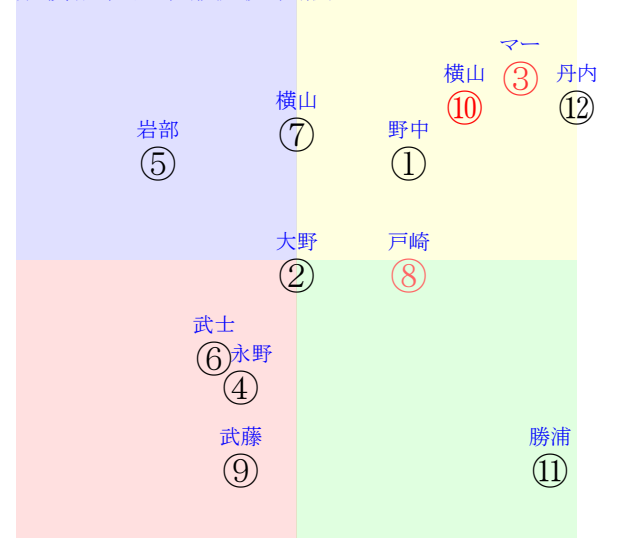 マー
③
横山
⑩
丹内
⑫
横山
⑦
岩部
⑤
野中
①
大野
②
戸崎
⑧
武士
⑥
永野
④
武藤
⑨
勝浦
⑪